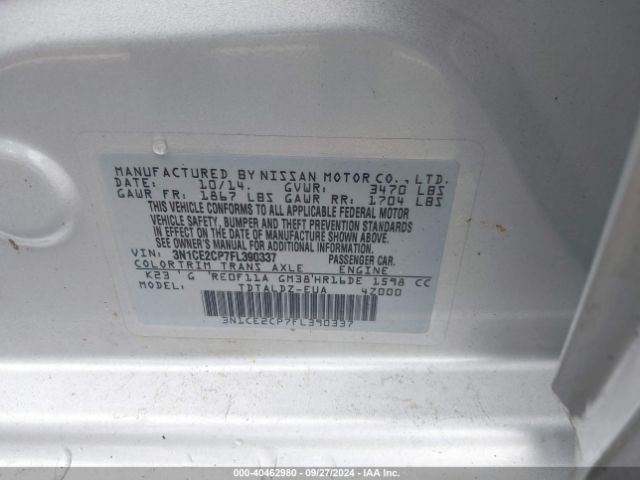 MANUFACTURED BY NISSAN MOTOR CO., LTD.
DATE: 10/14. GVWR: 3470 LBS
GAWR FR: 1867 LBS GAWR RR: 1704 LBS
THIS VEHICLE CONFORMS TO ALL APPLICABLE FEDERAL MOTOR
VEHICLE SAFETY, BUMPER, AND THEFT PREVENTION
STANDARDS IN EFFECT ON THE DATE OF MANUFACTURE SHOWN ABOVE.
SEE OWNER'S MANUAL FOR MORE INFORMATION.
VIN: 3N1CE2CP7FL390337 PASSENGER CAR.
COLOR TRIM TRANS AXLE ENGINE
K23 G RE0F11A GM38 HR16DE 1598 CC
MODEL: TDTALDZ-EUA 4Z000
3N1CE2CP7FL390337
000-40462980 - 09/27/2024 - IAA Inc.